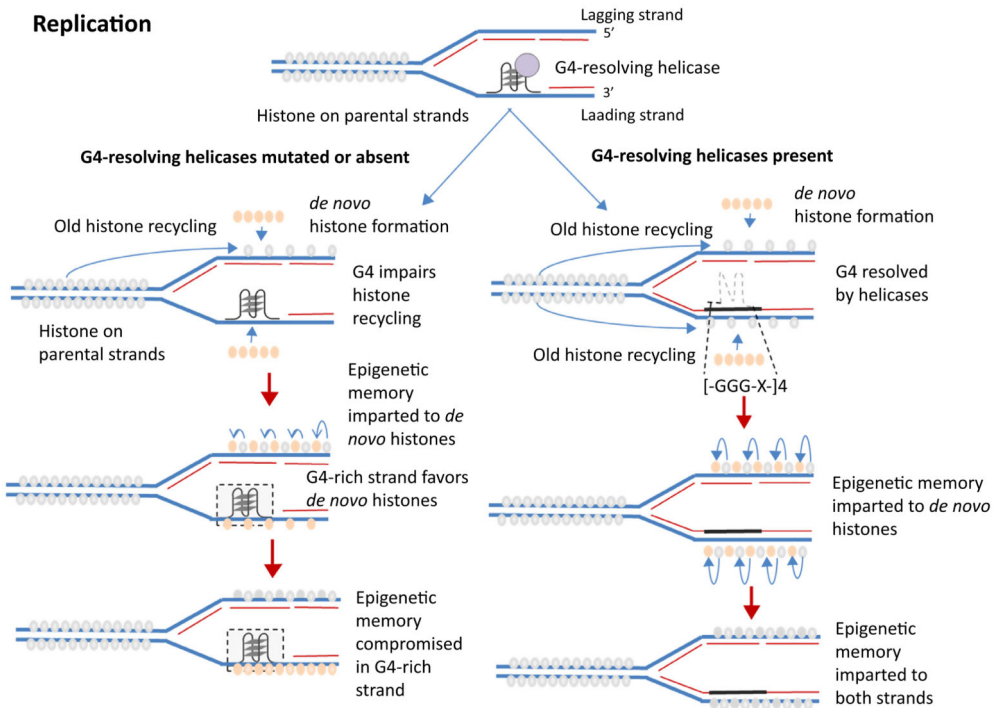 Replication
Lagging strand
5′
G4-resolving helicase
3′
Histone on parental strands
Laading strand
G4-resolving helicases mutated or absent
G4-resolving helicases present
de novo
histone formation
Old histone recycling
G4 impairs
histone
recycling
Histone on
parental strands
de novo
histone formation
Old histone recycling
G4 resolved
by helicases
Old histone recycling
[-GGG-X-]4
Epigenetic
memory
imparted to de
novo histones
G4-rich strand favors
de novo histones
Epigenetic memory
imparted to de novo
histones
Epigenetic
memory
compromised
in G4-rich
strand
Epigenetic
memory
imparted to
both strands